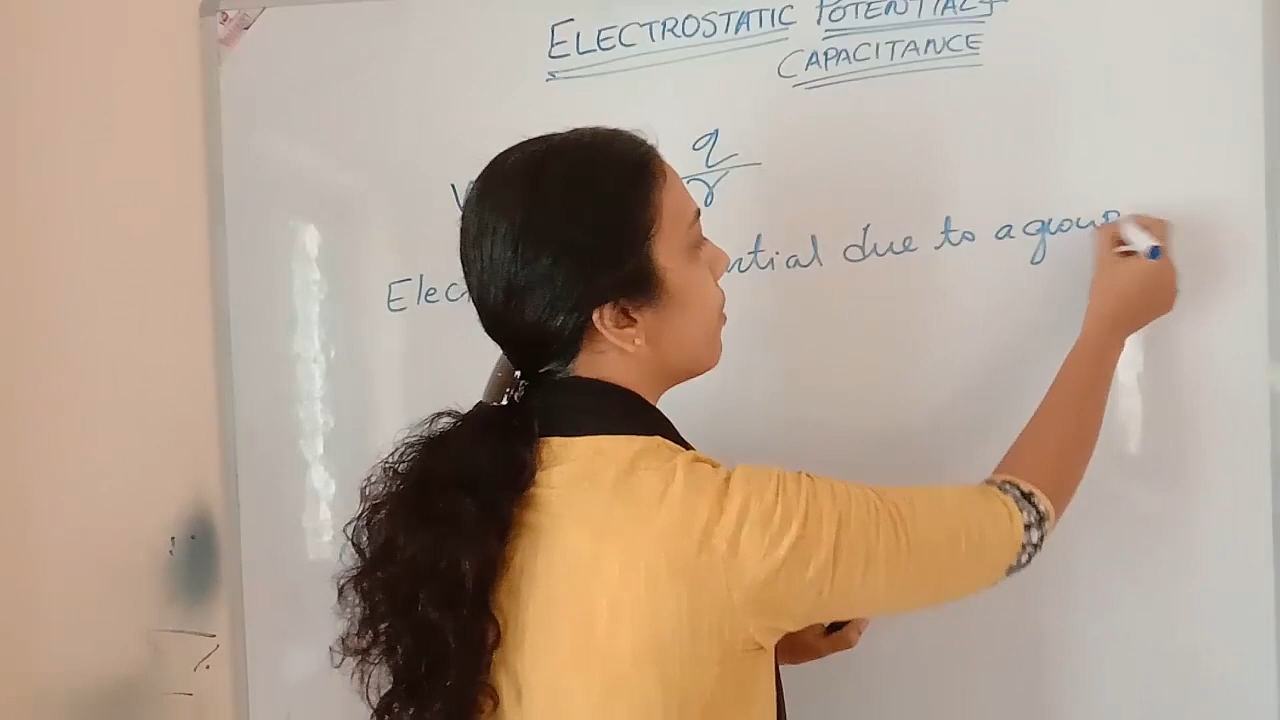 ELECTROSTATIC POTENTIAL &
CAPACITANCE
V q
r
Elec ntial due to a group